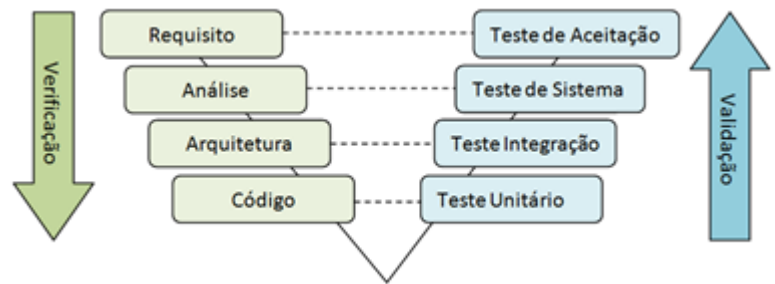 Verificação
Requisito
Teste de Aceitação
Análise
Teste de Sistema
Arquitetura
Teste Integração
Código
Teste Unitário
Validação